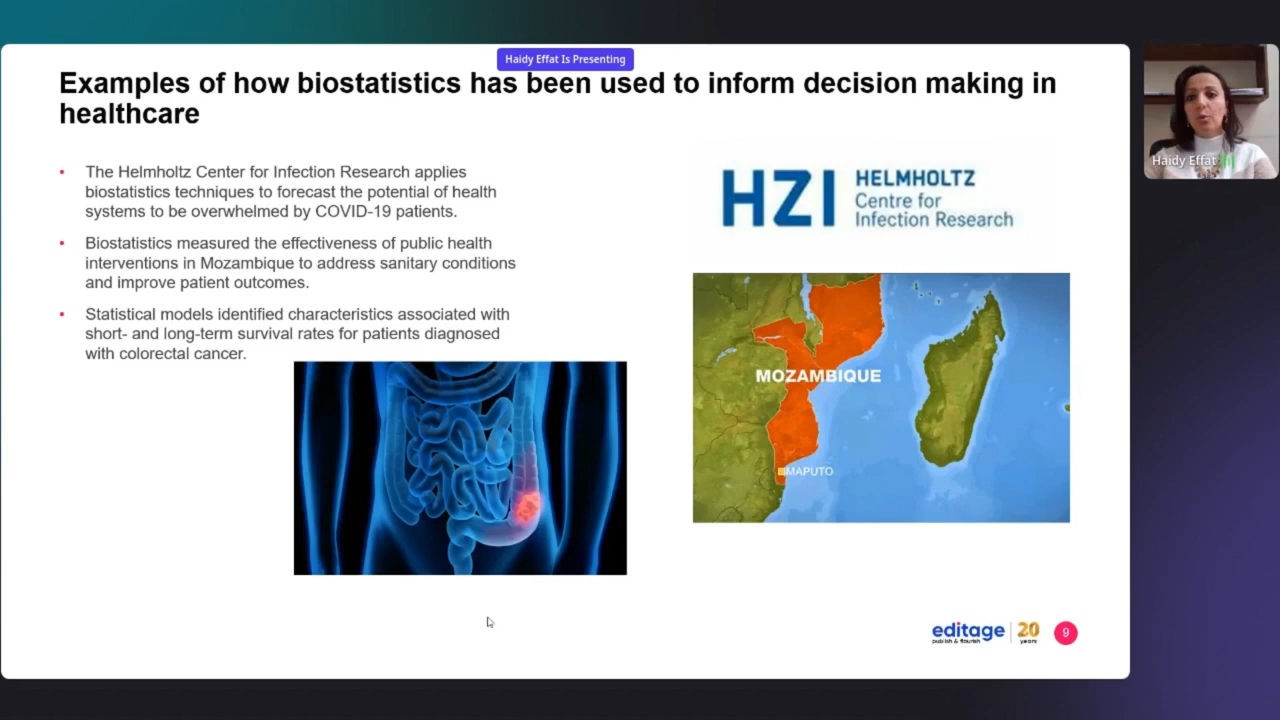 Haidy Effat Is Presenting
Examples of how biostatistics has been used to inform decision making in
healthcare
• The Helmholtz Center for Infection Research applies
biostatistics techniques to forecast the potential of health
systems to be overwhelmed by COVID-19 patients.
• Biostatistics measured the effectiveness of public health
interventions in Mozambique to address sanitary conditions
and improve patient outcomes.
• Statistical models identified characteristics associated with
short- and long-term survival rates for patients diagnosed
with colorectal cancer.
HZI HELMHOLTZ
Centre for
Infection Research
MOZAMBIQUE
MAPUTO
Haidy Effat
editage 20
publish & flourish years
9